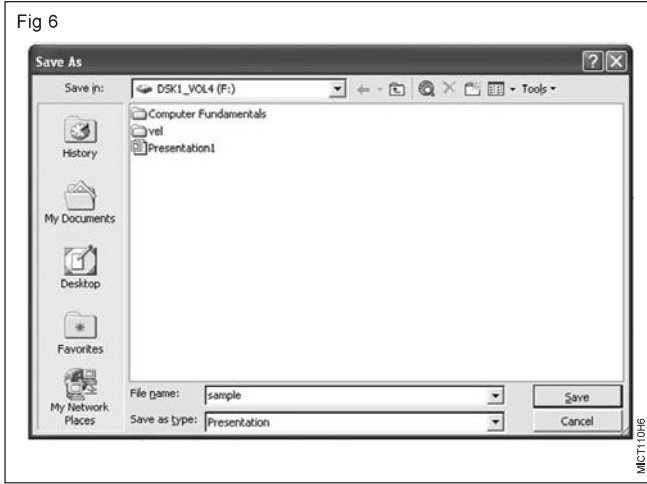 Fig 6
Save As
Save in:
DSK1_VOL4 (F:)
Tools
Computer Fundamentals
vel
Presentation1
History
My Documents
Desktop
Favorites
My Network
Places
File name:
sample
Save
Save as type:
Presentation
Cancel
MICT110H6